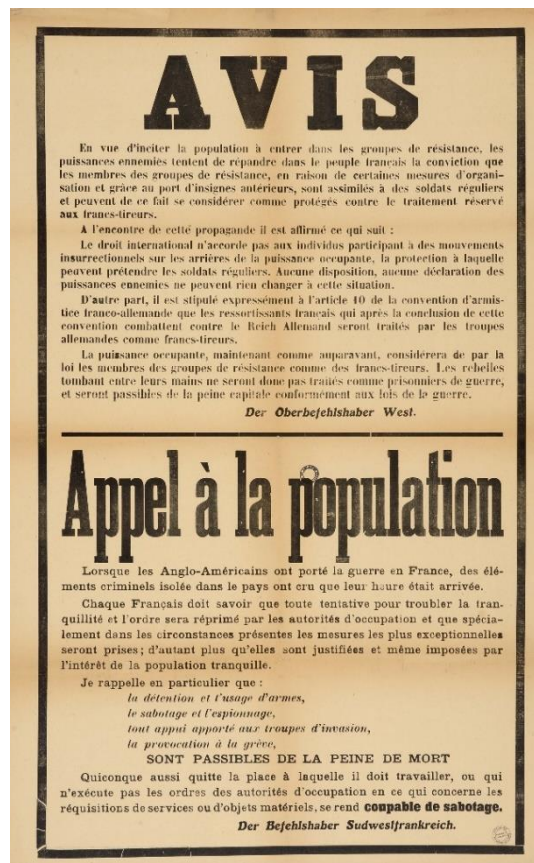 AVIS
En vue d'inciter la population à entrer dans les groupes de résistance, les
puissances ennemies tentent de répandre dans le peuple français la conviction que
les membres des groupes de résistance, en raison de certaines mesures d'organi-
sation et grâce au port d'insignes antérieurs, sont assimilés à des soldats réguliers
et peuvent de ce fait se considérer comme protégés contre le traitement réservé
aux francs-tireurs.
A l'encontre de cette propagande il est affirmé ce qui suit :
Le droit international n'accorde pas aux individus participant à des mouvements
insurrectionnels sur les arrières de la puissance occupante, la protection à laquelle
peuvent prétendre les soldats réguliers. Aucune disposition, aucune déclaration des
puissances ennemies ne peuvent rien changer à cette situation.
D'autre part, il est stipulé expressément à l'article 10 de la convention d'armis-
tice franco-allemande que les ressortissants français qui après la conclusion de cette
convention combattent contre le Reich Allemand seront traités par les troupes
allemandes comme francs-tireurs.
La puissance occupante, maintenant comme auparavant, considérera de par la
loi les membres des groupes de résistance comme des francs-tireurs. Les rebelles
tombant entre leurs mains ne seront donc pas traités comme prisonniers de guerre,
et seront passibles de la peine capitale conformément aux lois de la guerre.
Der Oberbefehlshaber West.
Appel à la population
Lorsque les Anglo-Américains ont porté la guerre en France, des élé-
ments criminels isolée dans le pays ont cru que leur heure était arrivée.
Chaque Français doit savoir que toute tentative pour troubler la tran-
quillité et l'ordre sera réprimé par les autorités d'occupation et que spécia-
lement dans les circonstances présentes les mesures les plus exceptionnelles
seront prises ; d'autant plus qu'elles sont justifiées et même imposées par
l'intérêt de la population tranquille.
Je rappelle en particulier que :
la détention et l'usage d'armes,
le sabotage et l'espionnage,
tout appui apporté aux troupes d'invasion,
la provocation à la grève,
SONT PASSIBLES DE LA PEINE DE MORT
Quiconque aussi quitte la place à laquelle il doit travailler, ou qui
n'exécute pas les ordres des autorités d'occupation en ce qui concerne les
réquisitions de services ou d'objets matériels, se rend coupable de sabotage.
Der Befehlshaber Sudwestfrankreich.